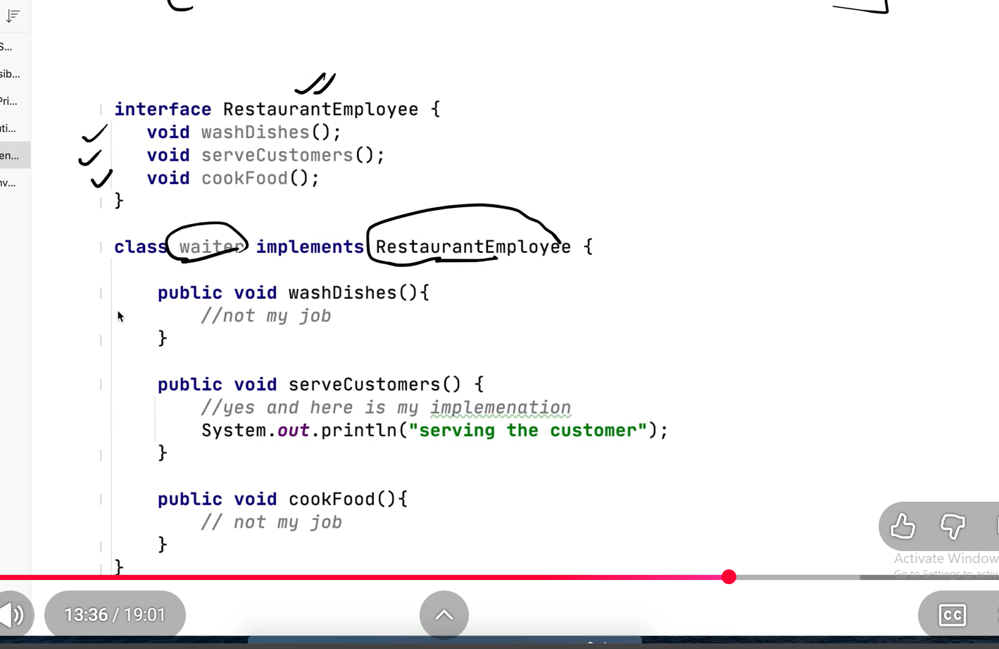 S...
sib...
Pri...
uti...
en...
nv...
interface RestaurantEmployee {
void washDishes();
void serveCustomers();
void cookFood();
}
class waiter implements RestaurantEmployee {
public void washDishes(){
//not my job
}
public void serveCustomers() {
//yes and here is my implemenation
System.out.println("serving the customer");
}
public void cookFood(){
// not my job
}
}
Activate Window
Go to Settings to activ
13:36 / 19:01
CC